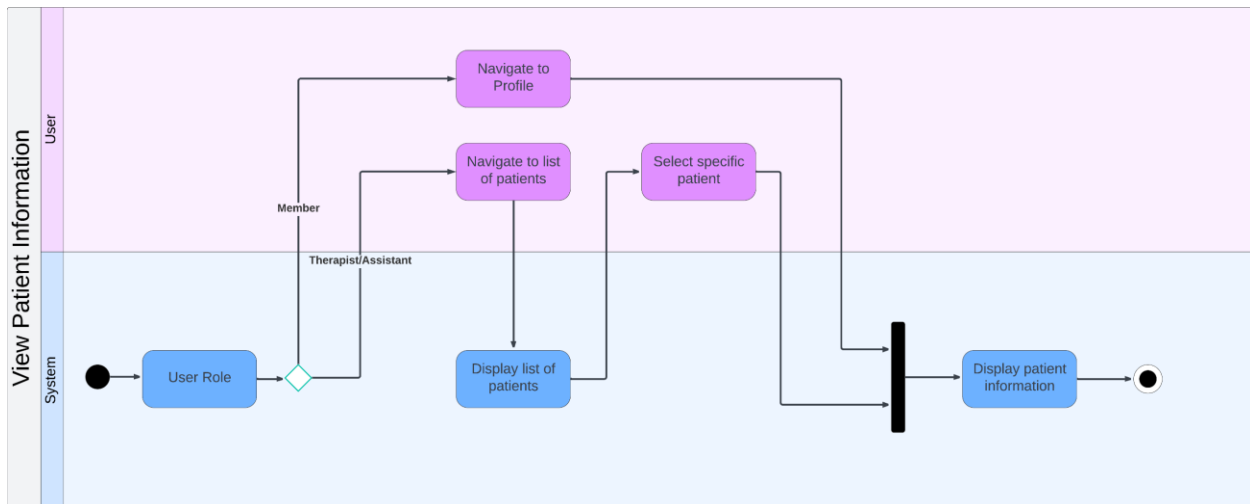 View Patient Information
User
System
Navigate to
Profile
Navigate to list
of patients
Select specific
patient
Member
Therapist/Assistant
User Role
Display list of
patients
Display patient
information